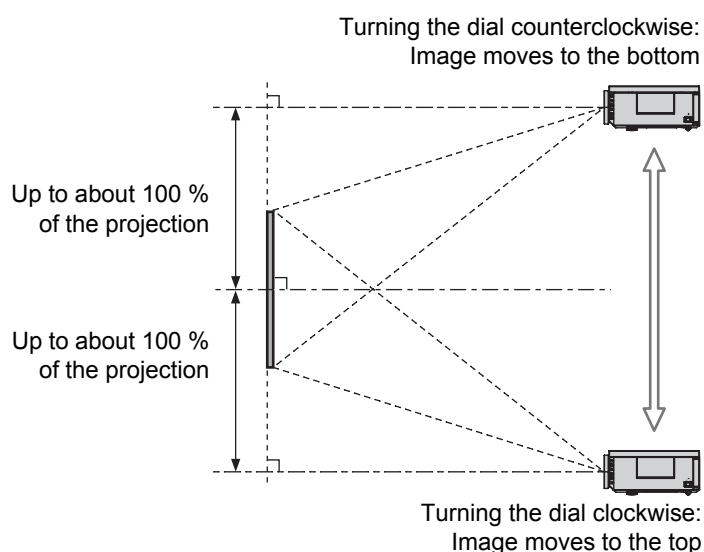 Turning the dial counterclockwise:
Image moves to the bottom
Up to about 100 %
of the projection
Up to about 100 %
of the projection
Turning the dial clockwise:
Image moves to the top